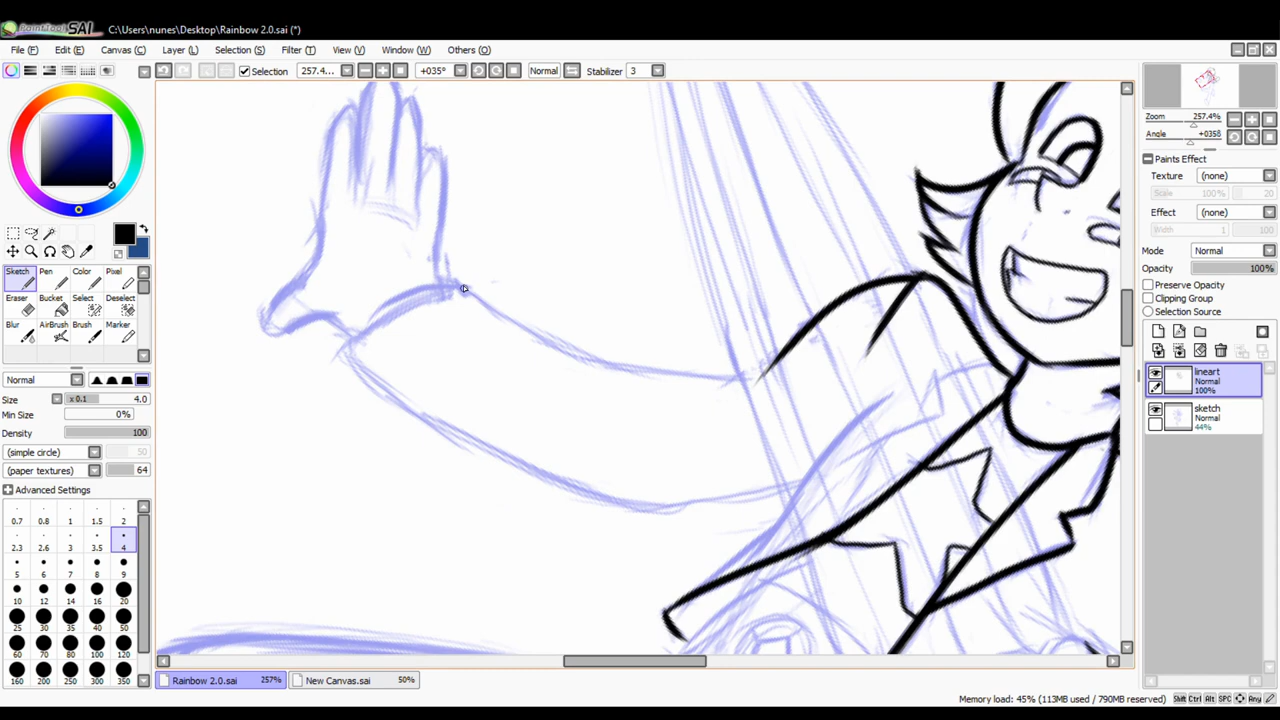 PaintTool SAI C:\Users\nunes\Desktop\Rainbow 2.0.sai (*)
File (F) Edit (E) Canvas (C) Layer (L) Selection (S) Filter (T) View (V) Window (W) Others (O)
Selection 257.4... +035° Normal Stabilizer 3
Zoom 257.4%
Angle +035ß
Paints Effect
Texture (none)
Scale 100% 20
Effect (none)
Width 1 100
Mode Normal
Opacity 100%
Preserve Opacity
Clipping Group
Selection Source
lineart
Normal
100%
sketch
Normal
44%
Sketch Pen Color Pixel
Eraser Bucket Select Deselect
Blur AirBrush Brush Marker
Normal
Size x 0.1 4.0
Min Size 0%
Density 100
(simple circle) 50
(paper textures) 64
Advanced Settings
0.7 0.8 1 1.5 2
2.3 2.6 3 3.5 4
5 6 7 8 9
10 12 14 16 20
25 30 35 40 50
60 70 80 100 120
160 200 250 300 350
Rainbow 2.0.sai 257% New Canvas.sai 50%
Memory load: 45% (113MB used / 790MB reserved) Shift Ctrl Alt SPC Any